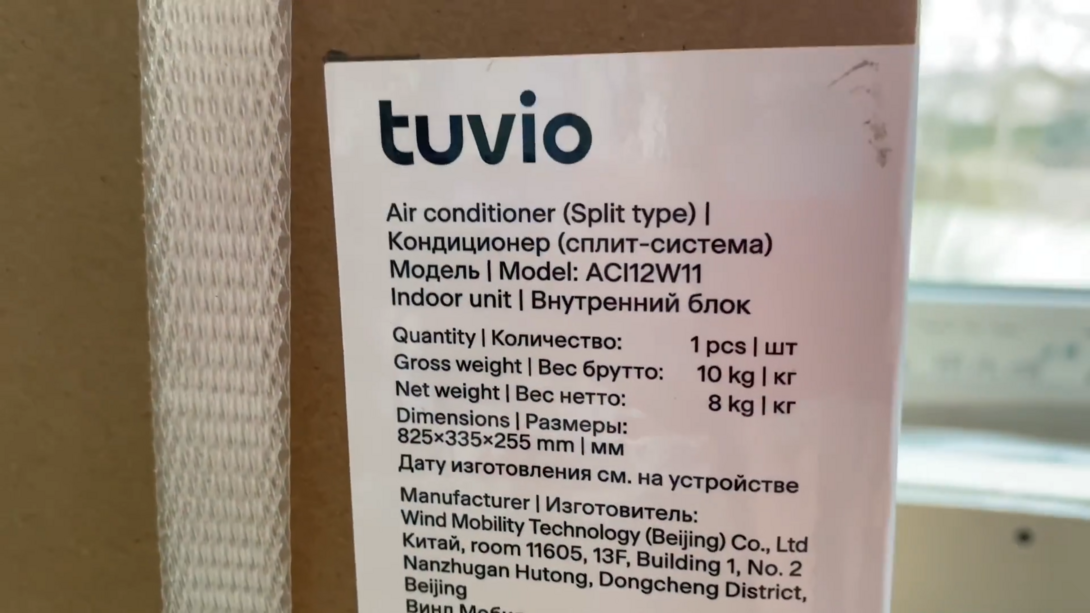 tuvio
Air conditioner (Split type) |
Кондиционер (сплит-система)
Модель | Model: ACI12W11
Indoor unit | Внутренний блок
Quantity | Количество: 1 pcs | шт
Gross weight | Вес брутто: 10 kg | кг
Net weight | Вес нетто: 8 kg | кг
Dimensions | Размеры:
825×335×255 mm | мм
Дату изготовления см. на устройстве
Manufacturer | Изготовитель:
Wind Mobility Technology (Beijing) Co., Ltd
Китай, room 11605, 13F, Building 1, No. 2
Nanzhugan Hutong, Dongcheng District,
Beijing
Винд